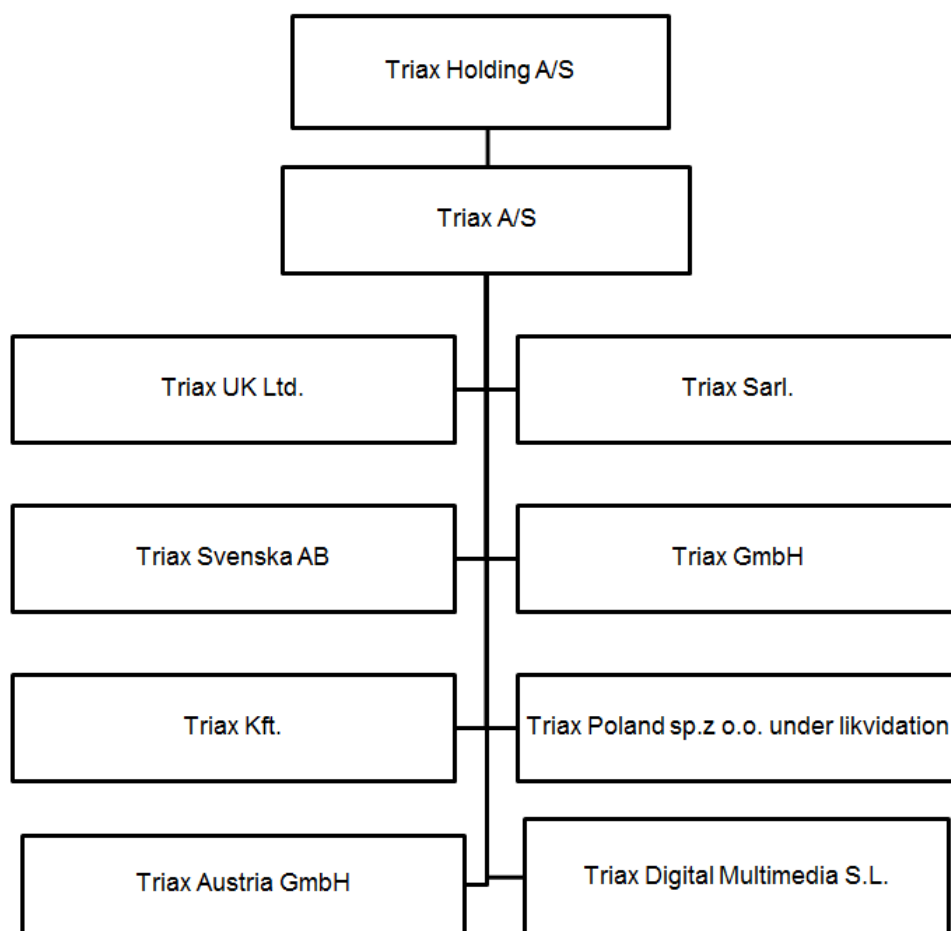 Triax Holding A/S
Triax A/S
Triax UK Ltd.
Triax Sarl.
Triax Svenska AB
Triax GmbH
Triax Kft.
Triax Poland sp.z o.o. under likvidation
Triax Austria GmbH
Triax Digital Multimedia S.L.